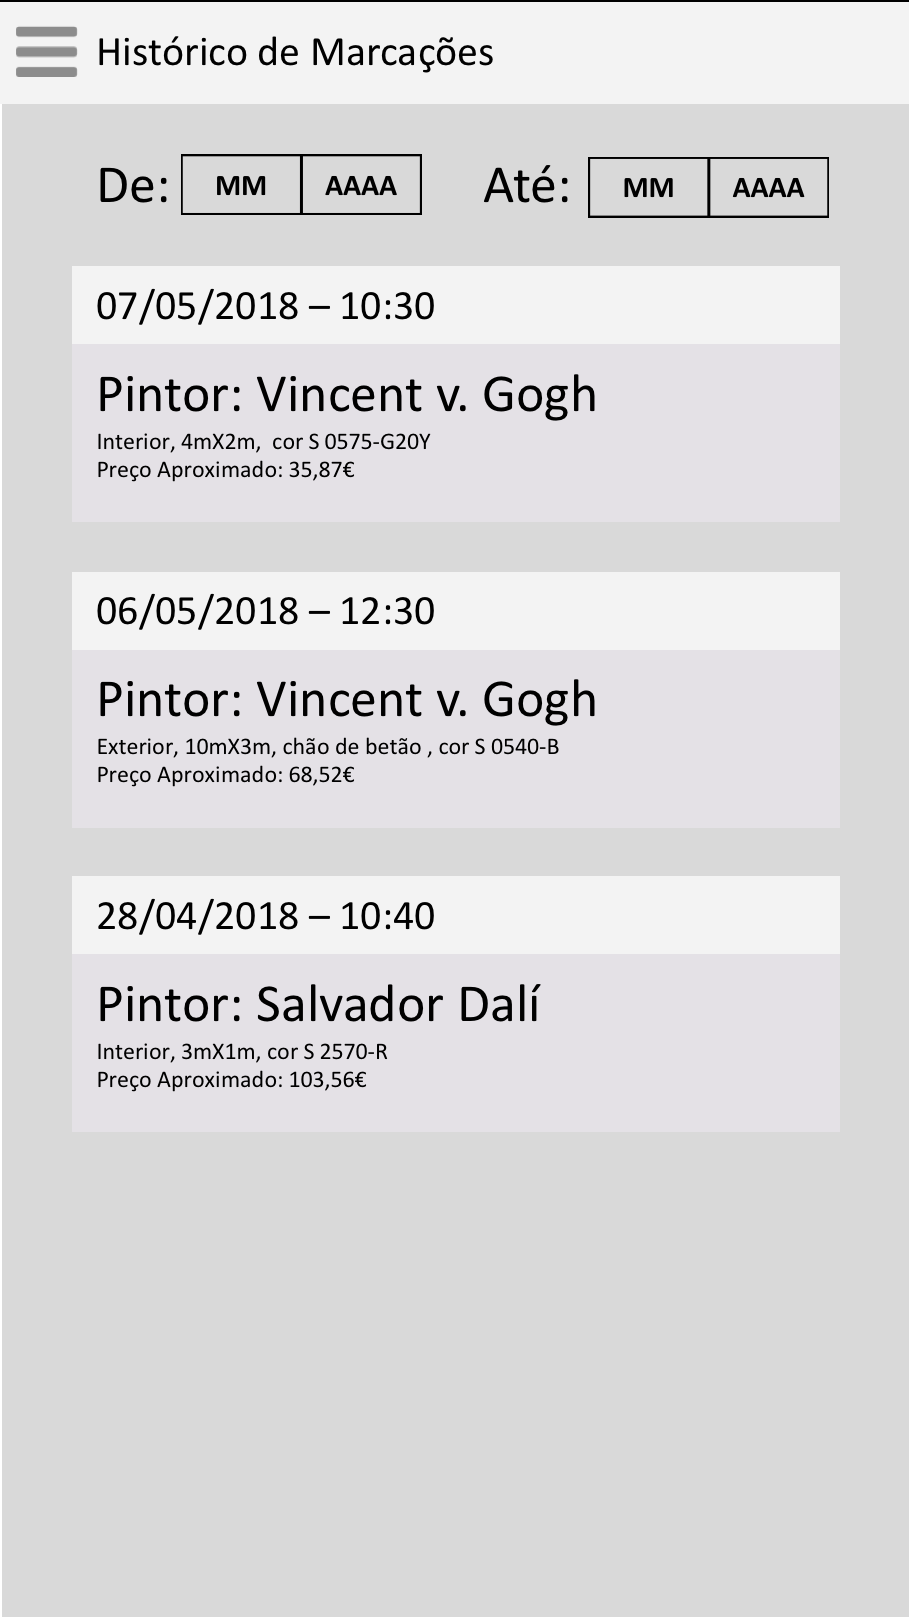 Histórico de Marcações
De: MM AAAA Até: MM AAAA
07/05/2018 – 10:30
Pintor: Vincent v. Gogh
Interior, 4mX2m,  cor S 0575-G20Y
Preço Aproximado: 35,87€
06/05/2018 – 12:30
Pintor: Vincent v. Gogh
Exterior, 10mX3m, chão de betão , cor S 0540-B
Preço Aproximado: 68,52€
28/04/2018 – 10:40
Pintor: Salvador Dalí
Interior, 3mX1m, cor S 2570-R
Preço Aproximado: 103,56€